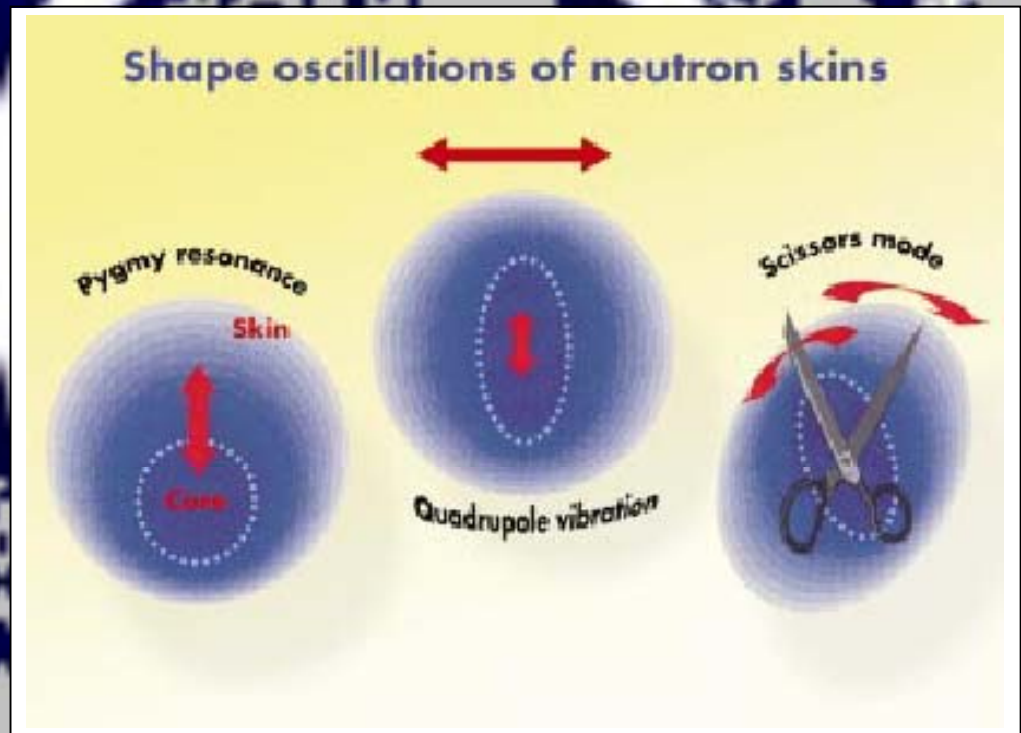 Shape oscillations of neutron skins
Pygmy resonance
Skin
Core
Quadrupole vibration
Scissors mode